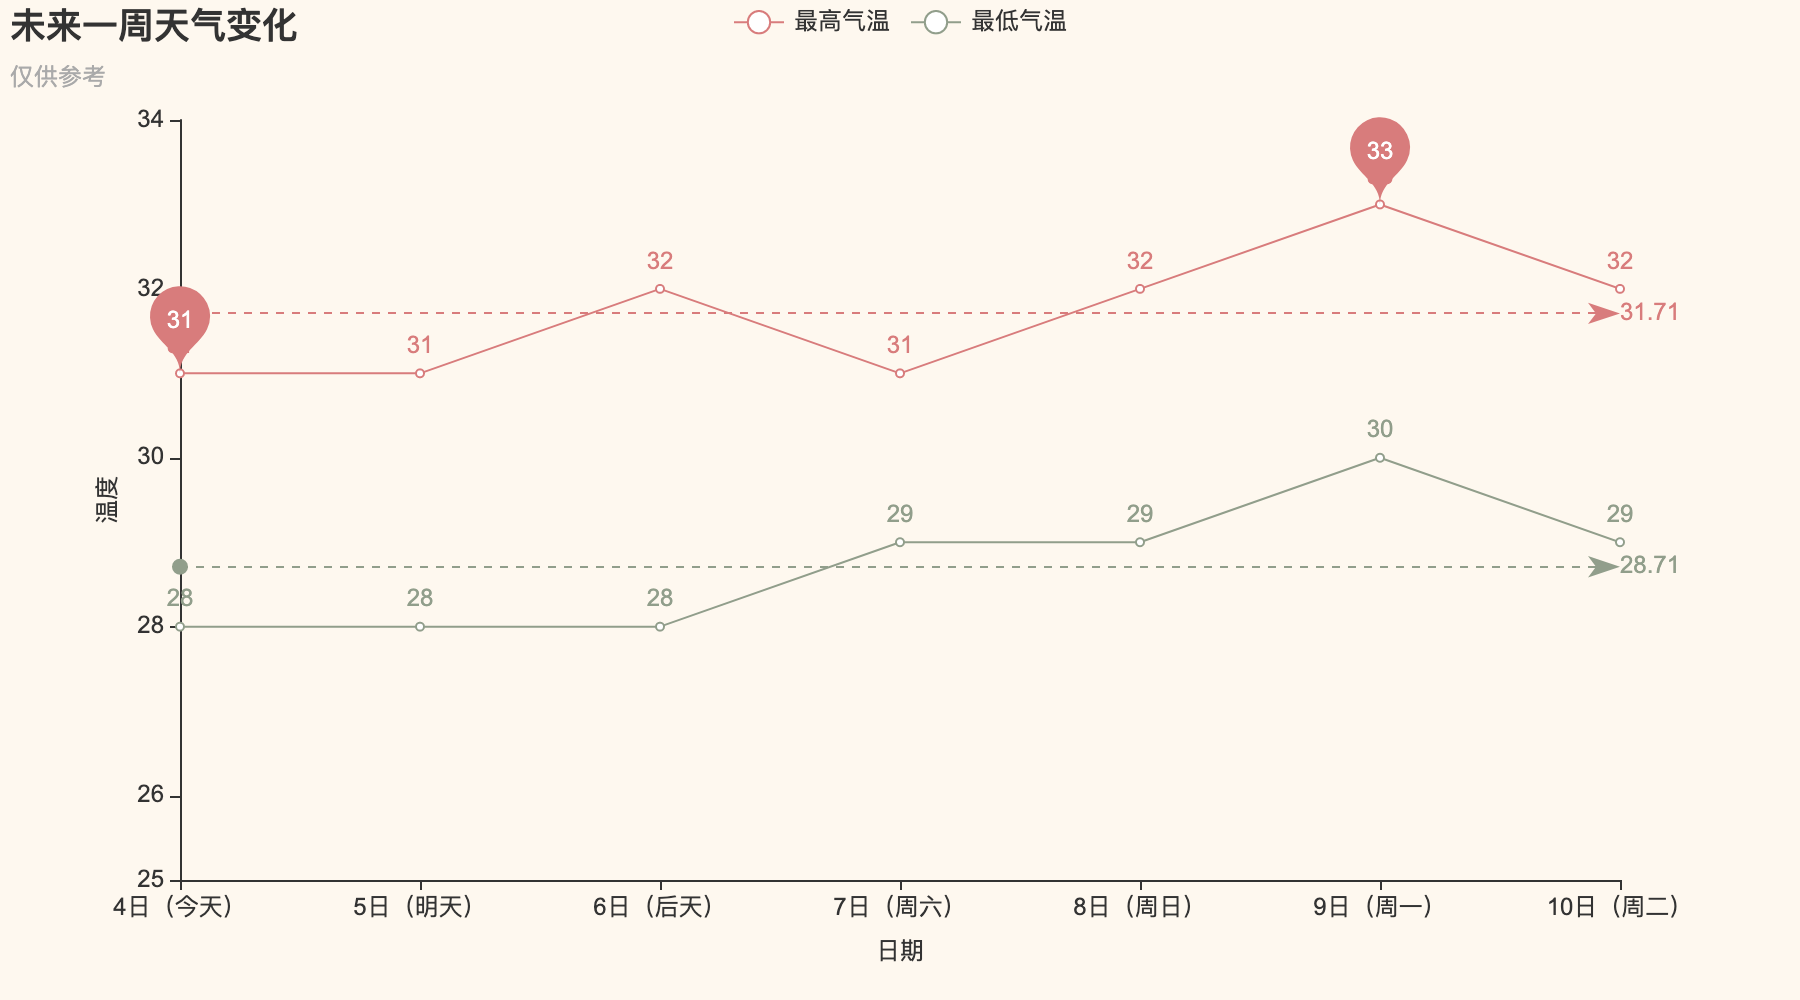 未来一周天气变化
仅供参考
最高气温
最低气温
34
32
30
28
26
25
温度
31
31
32
31
32
33
32
31.71
28
28
28
29
29
30
29
28.71
4日（今天）
5日（明天）
6日（后天）
7日（周六）
8日（周日）
9日（周一）
10日（周二）
日期